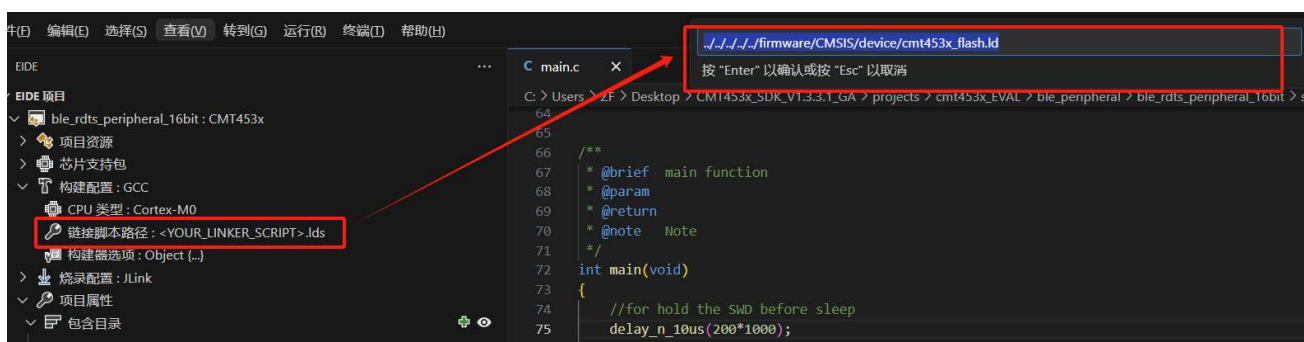 件(F) 编辑(E) 选择(S) 查看(V) 转到(G) 运行(R) 终端(T) 帮助(H)
../../../../../firmware/CMSIS/device/cmt453x_flash.ld
按 "Enter" 以确认或按 "Esc" 以取消
EIDE ...
C main.c ×
EIDE 项目
C: > Users > ZF > Desktop > CMT453x_SDK_V1.3.3.1_GA > projects > cmt453x_EVAL > ble_peripheral > ble_rdts_peripheral_16bit > s
ble_rdts_peripheral_16bit : CMT453x
项目资源
芯片支持包
构建配置 : GCC
CPU 类型 : Cortex-M0
链接脚本路径 : <YOUR_LINKER_SCRIPT>.lds
构建器选项 : Object {...}
烧录配置 : JLink
项目属性
包含目录
64
65
66 /**
67 * @brief main function
68 * @param
69 * @return
70 * @note Note
71 */
72 int main(void)
73 {
74 //for hold the SWD before sleep
75 delay_n_10us(200*1000);